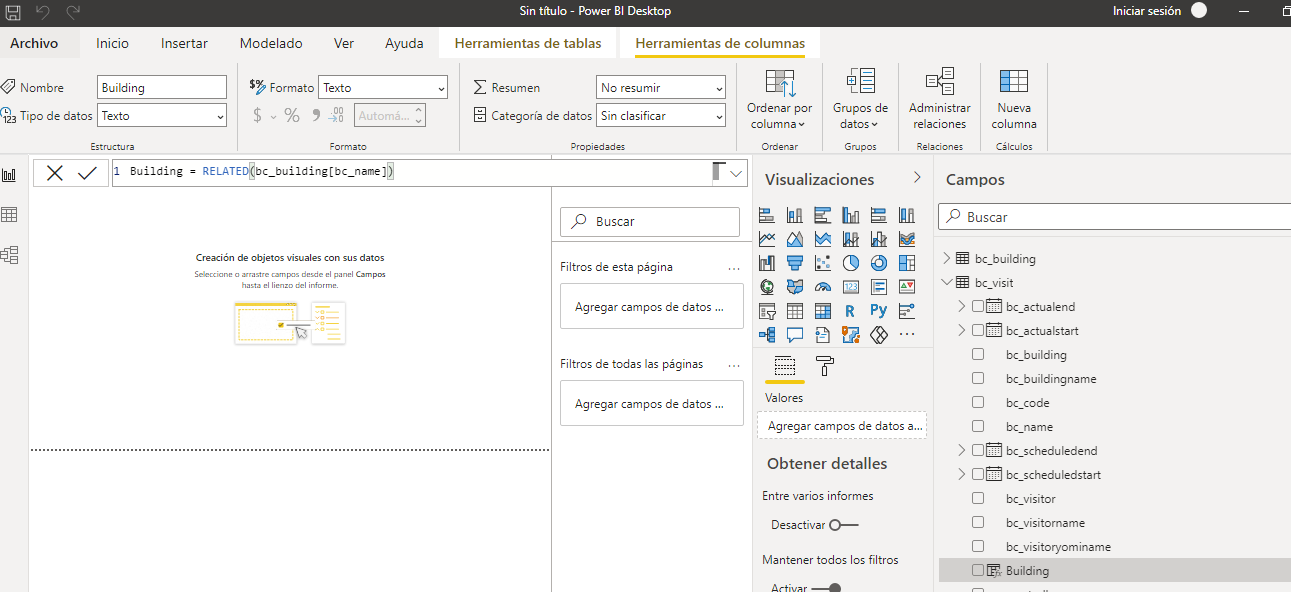 Sin título - Power BI Desktop
Iniciar sesión
Archivo Inicio Insertar Modelado Ver Ayuda Herramientas de tablas Herramientas de columnas
Nombre Building
Tipo de datos Texto
Estructura
Formato Texto
$ % Automá...
Formato
Resumen No resumir
Categoría de datos Sin clasificar
Propiedades
Ordenar por
columna
Ordenar
Grupos de
datos
Grupos
Administrar
relaciones
Relaciones
Nueva
columna
Cálculos
1 Building = RELATED(bc_building[bc_name])
Creación de objetos visuales con sus datos
Seleccione o arrastre campos desde el panel Campos
hasta el lienzo del informe.
Buscar
Filtros de esta página ...
Agregar campos de datos ...
Filtros de todas las páginas ...
Agregar campos de datos ...
Visualizaciones
R Py
Valores
Agregar campos de datos a...
Obtener detalles
Entre varios informes
Desactivar
Mantener todos los filtros
Activar
Campos
Buscar
bc_building
bc_visit
bc_actualend
bc_actualstart
bc_building
bc_buildingname
bc_code
bc_name
bc_scheduledend
bc_scheduledstart
bc_visitor
bc_visitorname
bc_visitoryominame
Building